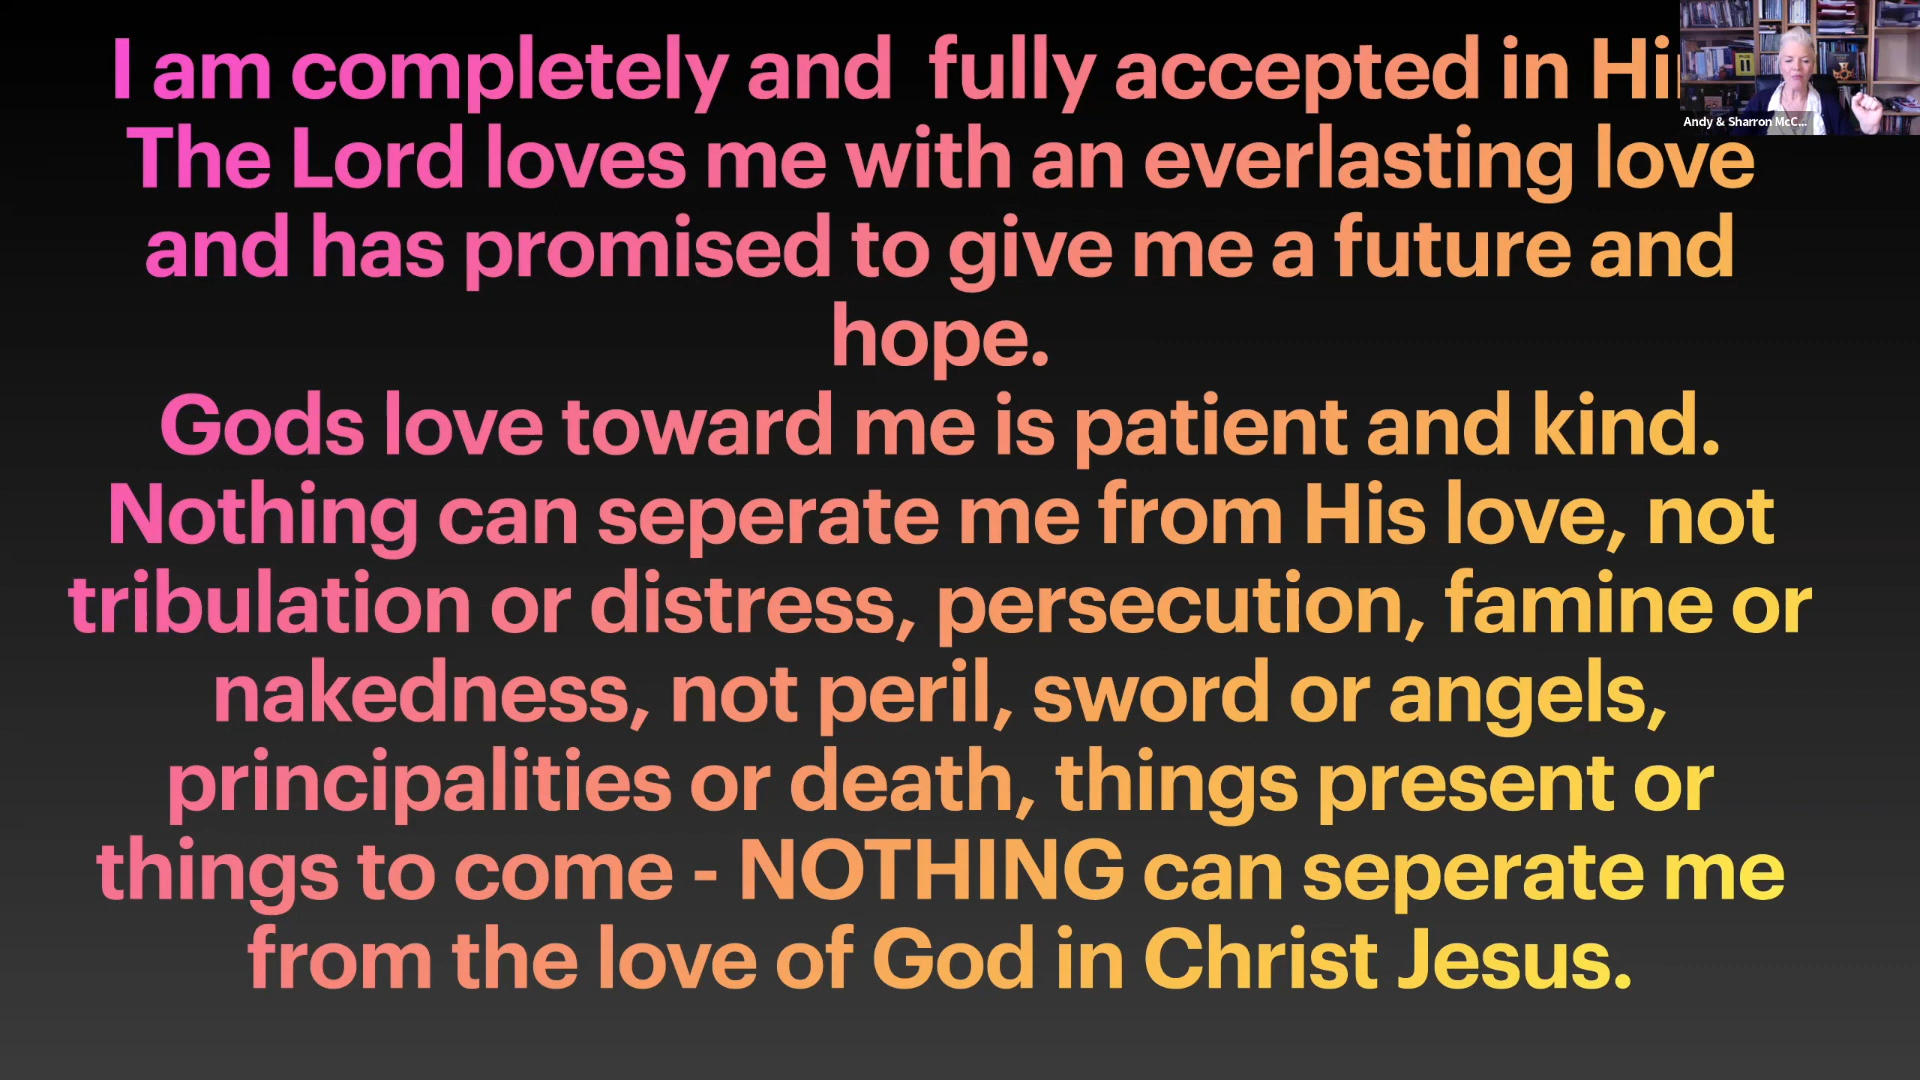 I am completely and  fully accepted in
Andy & Sharron McC...
The Lord loves me with an everlasting love
and has promised to give me a future and
hope.
Gods love toward me is patient and kind.
Nothing can seperate me from His love, not
tribulation or distress, persecution, famine or
nakedness, not peril, sword or angels,
principalities or death, things present or
things to come - NOTHING can seperate me
from the love of God in Christ Jesus.